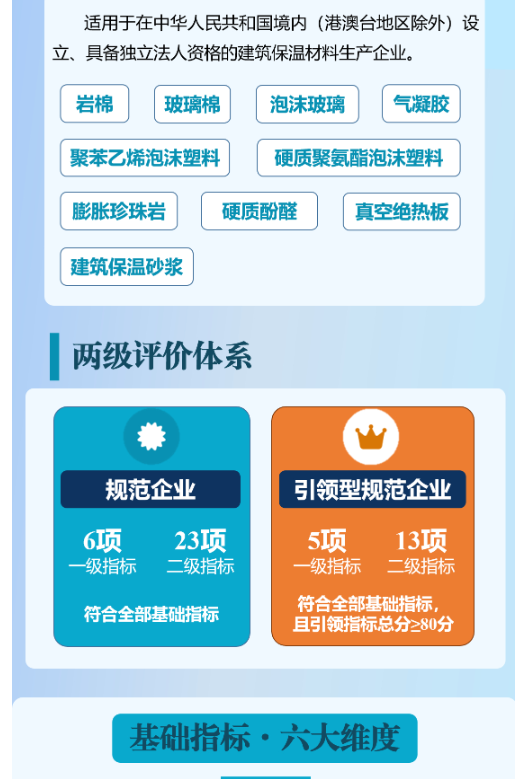 适用于在中华人民共和国境内（港澳台地区除外）设
立、具备独立法人资格的建筑保温材料生产企业。
岩棉 玻璃棉 泡沫玻璃 气凝胶
聚苯乙烯泡沫塑料 硬质聚氨酯泡沫塑料
膨胀珍珠岩 硬质酚醛 真空绝热板
建筑保温砂浆
两级评价体系
规范企业
6项 23项
一级指标 二级指标
符合全部基础指标
引领型规范企业
5项 13项
一级指标 二级指标
符合全部基础指标，
且引领指标总分≥80分
基础指标·六大维度